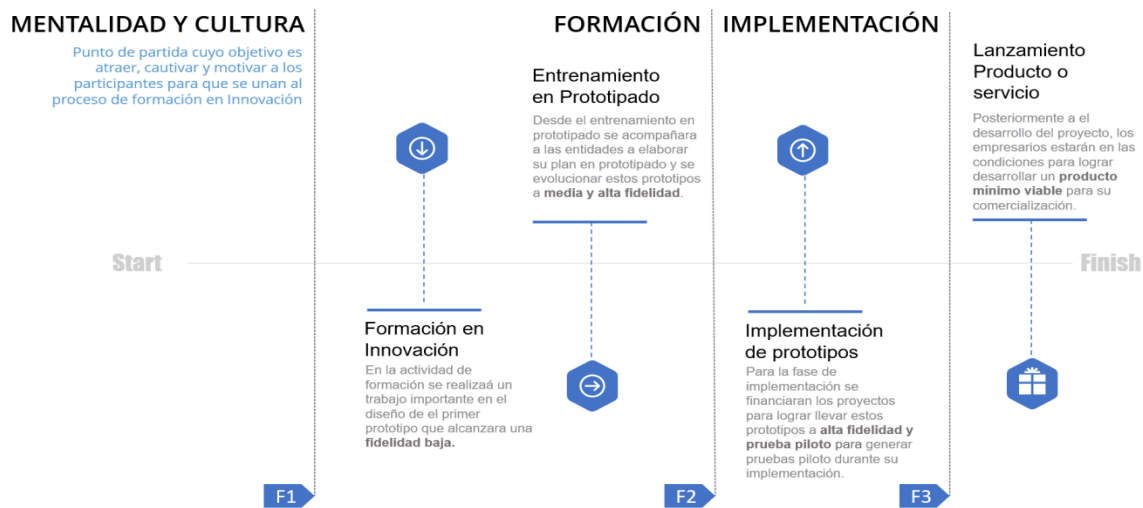 MENTALIDAD Y CULTURA
Punto de partida cuyo objetivo es
atraer, cautivar y motivar a los
participantes para que se unan al
proceso de formación en Innovación
Start
F1
Formación en
Innovación
En la actividad de
formación se realizaá un
trabajo importante en el
diseño de el primer
prototipo que alcanzara una
fidelidad baja.
FORMACIÓN
Entrenamiento
en Prototipado
Desde el entrenamiento en
prototipado se acompañara
a las entidades a elaborar
su plan en prototipado y se
evolucionar estos prototipos
a media y alta fidelidad.
F2
IMPLEMENTACIÓN
Implementación
de prototipos
Para la fase de
implementación se
financiaran los proyectos
para lograr llevar estos
prototipos a alta fidelidad y
prueba piloto para generar
pruebas piloto durante su
implementación.
F3
Lanzamiento
Producto o
servicio
Posteriormente a el
desarrollo del proyecto, los
empresarios estarán en las
condiciones para lograr
desarrollar un producto
mínimo viable para su
comercialización.
Finish